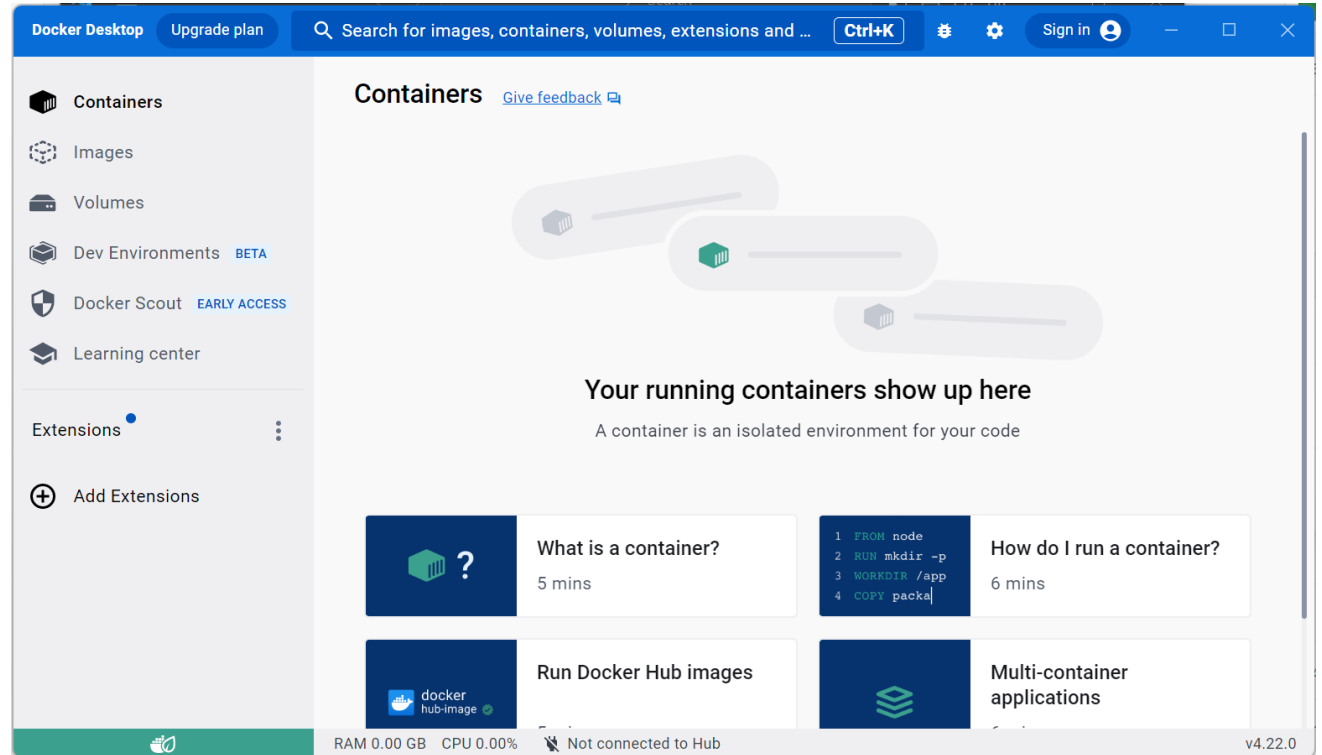 Docker Desktop Upgrade plan Search for images, containers, volumes, extensions and ... Ctrl+K Sign in
Containers
Images
Volumes
Dev Environments BETA
Docker Scout EARLY ACCESS
Learning center
Extensions
Add Extensions
Containers Give feedback
Your running containers show up here
A container is an isolated environment for your code
?
What is a container?
5 mins
1 FROM node
2 RUN mkdir -p
3 WORKDIR /app
4 COPY packa
How do I run a container?
6 mins
docker
hub-image
Run Docker Hub images
Multi-container
applications
RAM 0.00 GB CPU 0.00% Not connected to Hub v4.22.0